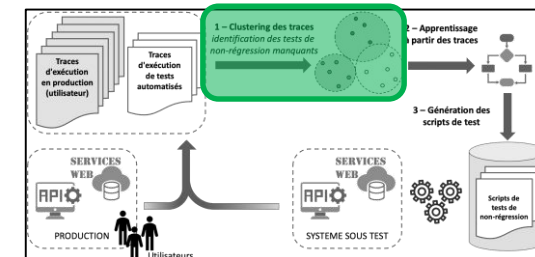 1 – Clustering des traces
identification des tests de
non-régression manquants
2 – Apprentissage
à partir des traces
Traces
d'exécution
en production
(utilisateur)
Traces
d'exécution
de tests
automatisés
3 – Génération des
scripts de test
SERVICES
WEB
API
PRODUCTION
Utilisateurs
SERVICES
WEB
API
SYSTEME SOUS TEST
Scripts
de tests
de non-
régression